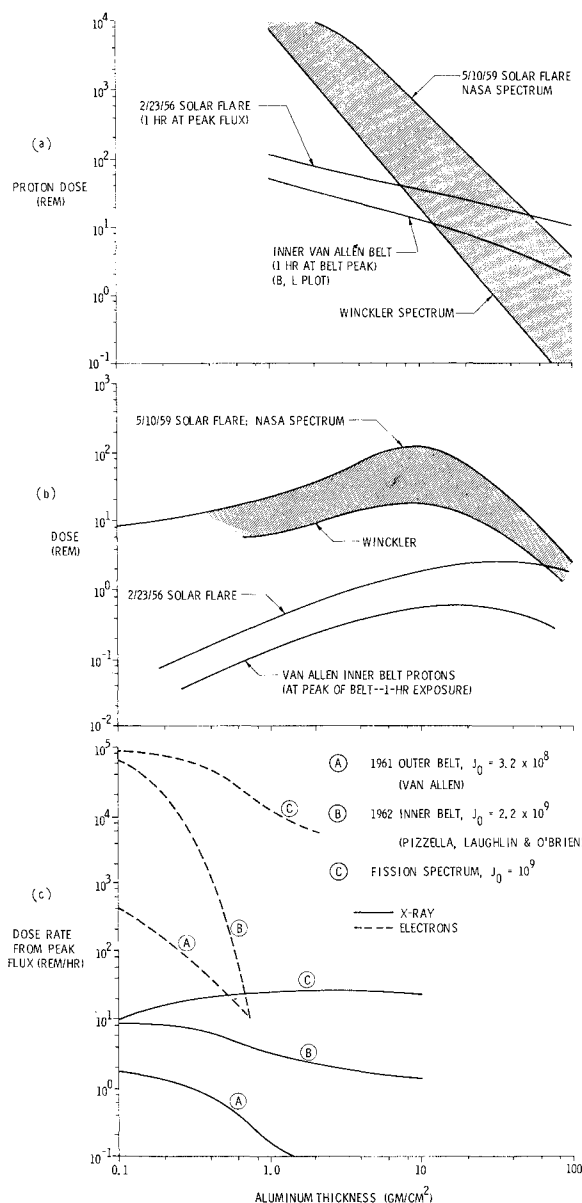 10^4
10^3
10^2
10^1
10^0
10^-1
(a)
PROTON DOSE
(REM)
2/23/56 SOLAR FLARE
(1 HR AT PEAK FLUX)
5/10/59 SOLAR FLARE
NASA SPECTRUM
INNER VAN ALLEN BELT
(1 HR AT BELT PEAK)
(B, L PLOT)
WINCKLER SPECTRUM
10^3
10^2
10^1
10^0
10^-1
10^-2
(b)
DOSE
(REM)
5/10/59 SOLAR FLARE; NASA SPECTRUM
WINCKLER
2/23/56 SOLAR FLARE
VAN ALLEN INNER BELT PROTONS
(AT PEAK OF BELT--1-HR EXPOSURE)
10^5
10^4
10^3
10^2
10^1
10^0
10^-1
(c)
DOSE RATE
FROM PEAK
FLUX (REM/HR)
A 1961 OUTER BELT, J0 = 3.2 x 10^8
(VAN ALLEN)
B 1962 INNER BELT, J0 = 2.2 x 10^9
(PIZZELLA, LAUGHLIN & O'BRIEN
C FISSION SPECTRUM, J0 = 10^9
X-RAY
ELECTRONS
C
B
A
C
B
A
0.1 1.0 10 100
ALUMINUM THICKNESS (GM/CM^2)